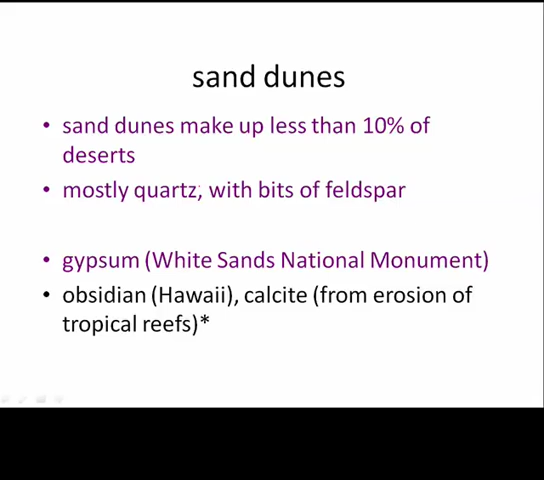 sand dunes
• sand dunes make up less than 10% of
deserts
• mostly quartz, with bits of feldspar
• gypsum (White Sands National Monument)
• obsidian (Hawaii), calcite (from erosion of
tropical reefs)*